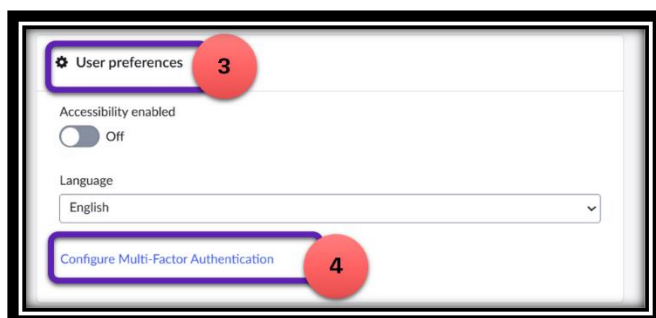 User preferences
3
Accessibility enabled
Off
Language
English
Configure Multi-Factor Authentication
4